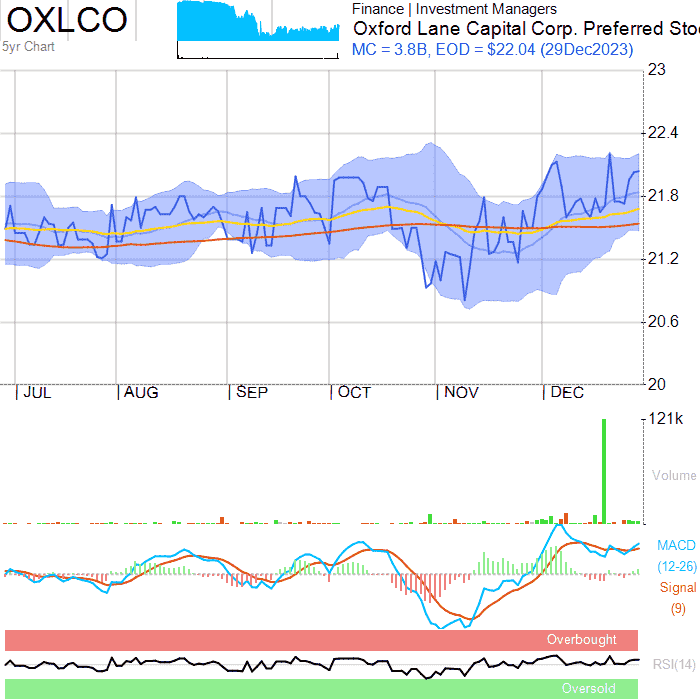 OXLCO
5yr Chart
Finance | Investment Managers
Oxford Lane Capital Corp. Preferred Sto
MC = 3.8B, EOD = $22.04 (29Dec2023)
23
22.4
21.8
21.2
20.6
20
JUL AUG SEP OCT NOV DEC
121k
Volume
MACD
(12-26)
Signal
(9)
Overbought
RSI(14)
Oversold